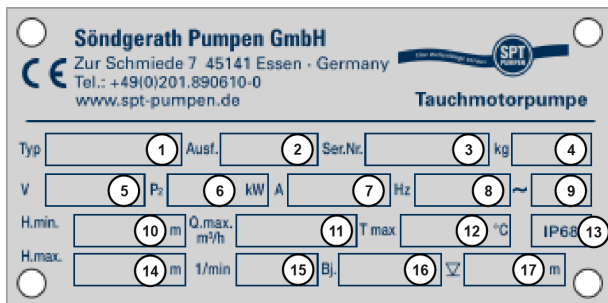 Söndgerath Pumpen GmbH
CE Zur Schmiede 7 45141 Essen · Germany
Tel.: +49(0)201.890610-0
www.spt-pumpen.de
SPT
PUMPEN
Tauchmotorpumpe
Typ 1 Ausf. 2 Ser.Nr. 3 kg 4
V 5 P₂ 6 kW A 7 Hz 8 ~ 9
H.min. 10 m Q.max. m³/h 11 T max 12 °C IP68 13
H.max. 14 m 1/min 15 Bj. 16 17 m